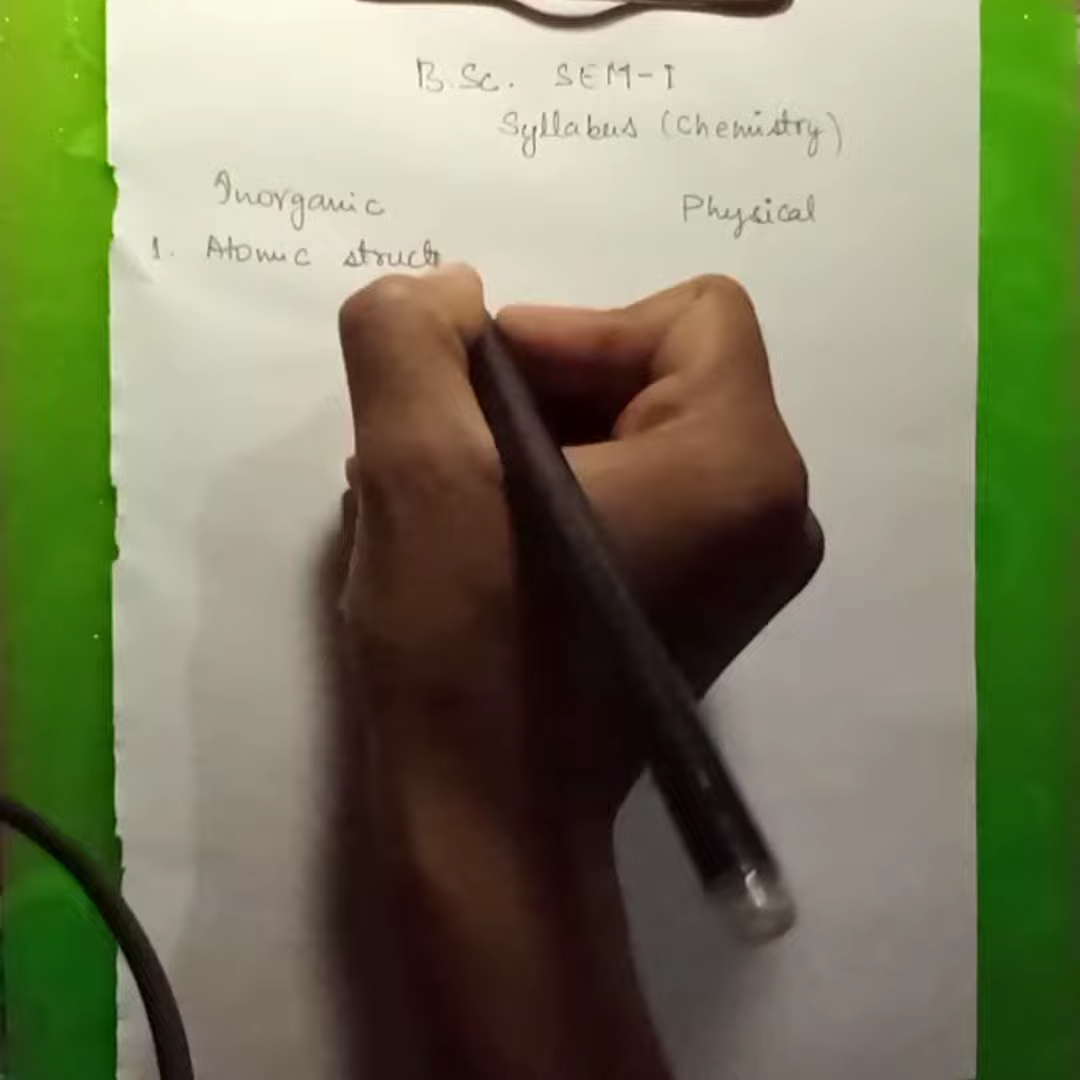 B.Sc. SEM-I
Syllabus (Chemistry)
Inorganic Physical
1. Atomic struct